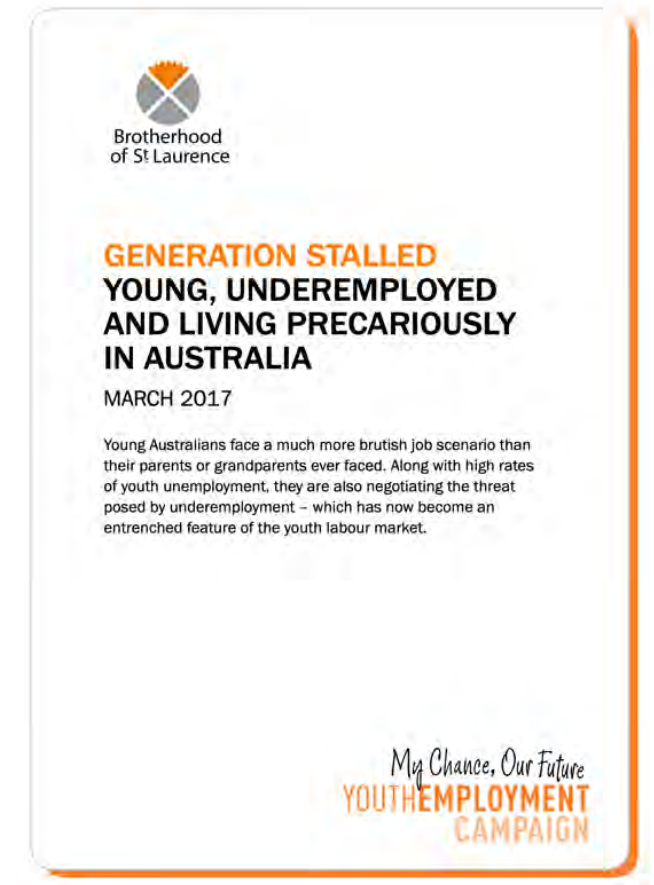 Brotherhood
of St Laurence
GENERATION STALLED
YOUNG, UNDEREMPLOYED
AND LIVING PRECARIOUSLY
IN AUSTRALIA
MARCH 2017
Young Australians face a much more brutish job scenario than
their parents or grandparents ever faced. Along with high rates
of youth unemployment, they are also negotiating the threat
posed by underemployment – which has now become an
entrenched feature of the youth labour market.
My Chance, Our Future
YOUTHEMPLOYMENT
CAMPAIGN